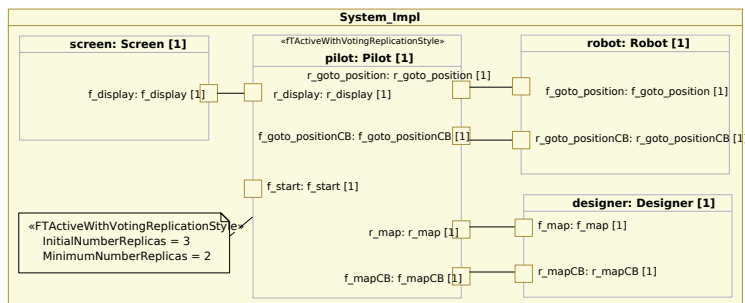 System_Impl
screen: Screen [1]
f_display: f_display [1]
«fTActiveWithVotingReplicationStyle»
pilot: Pilot [1]
r_goto_position: r_goto_position [1]
r_display: r_display [1]
f_goto_positionCB: f_goto_positionCB [1]
f_start: f_start [1]
r_map: r_map [1]
f_mapCB: f_mapCB [1]
robot: Robot [1]
f_goto_position: f_goto_position [1]
r_goto_positionCB: r_goto_positionCB [1]
designer: Designer [1]
f_map: f_map [1]
r_mapCB: r_mapCB [1]
«FTActiveWithVotingReplicationStyle»
InitialNumberReplicas = 3
MinimumNumberReplicas = 2